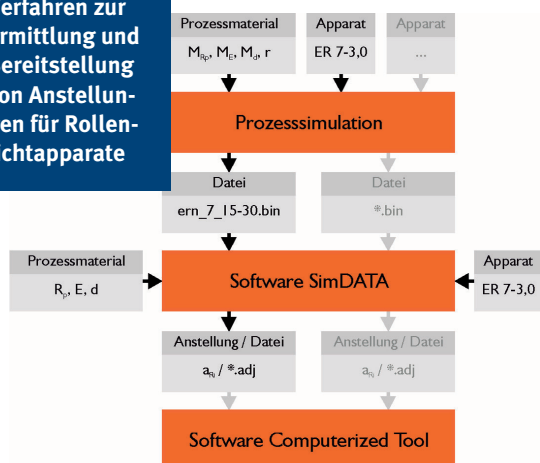 erfahren zur
rmittlung und
ereitstellung
on Anstellun-
en für Rollen-
ichtapparate
Prozessmaterial
M_Rp, M_E, M_d, r
Apparat
ER 7-3,0
Apparat
...
Prozesssimulation
Datei
ern_7_15-30.bin
Datei
*.bin
Prozessmaterial
R_p, E, d
Software SimDATA
Apparat
ER 7-3,0
Anstellung / Datei
a_Ri / *.adj
Anstellung / Datei
a_Ri / *.adj
Software Computerized Tool